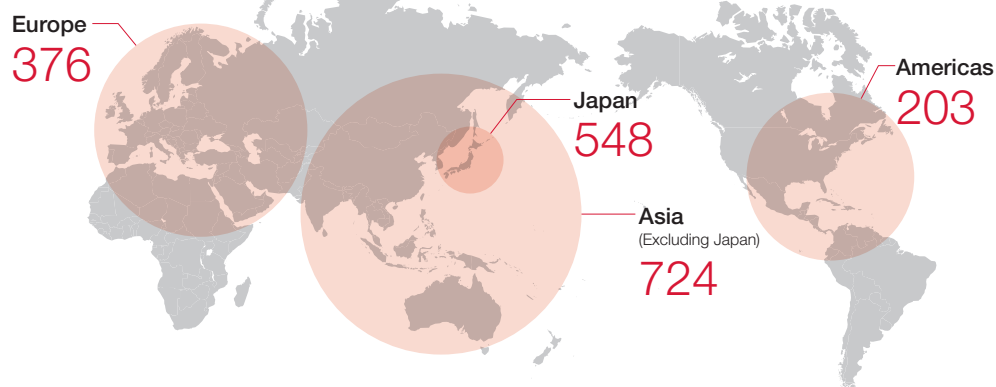 Europe
376
Japan
548
Asia
(Excluding Japan)
724
Americas
203